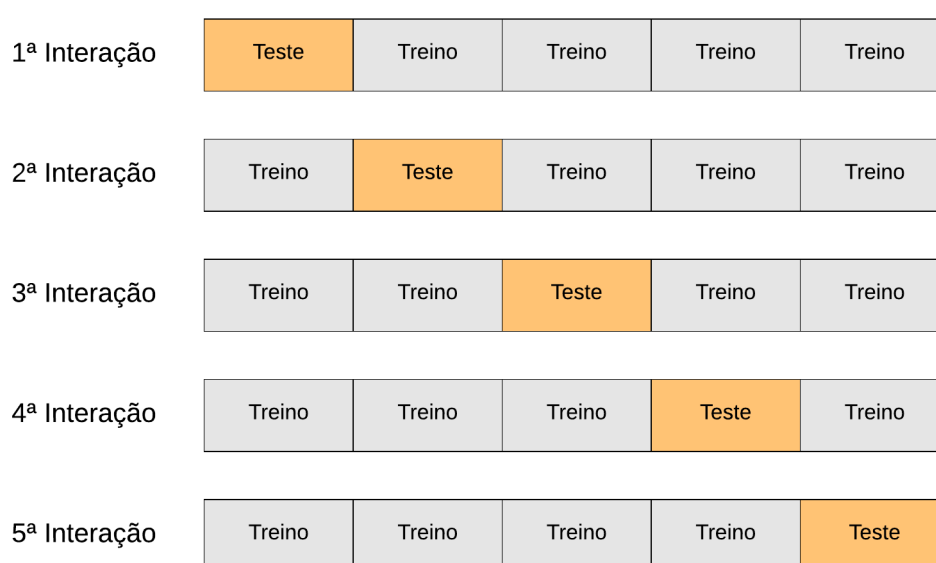 1ª Interação Teste Treino Treino Treino Treino
2ª Interação Treino Teste Treino Treino Treino
3ª Interação Treino Treino Teste Treino Treino
4ª Interação Treino Treino Treino Teste Treino
5ª Interação Treino Treino Treino Treino Teste